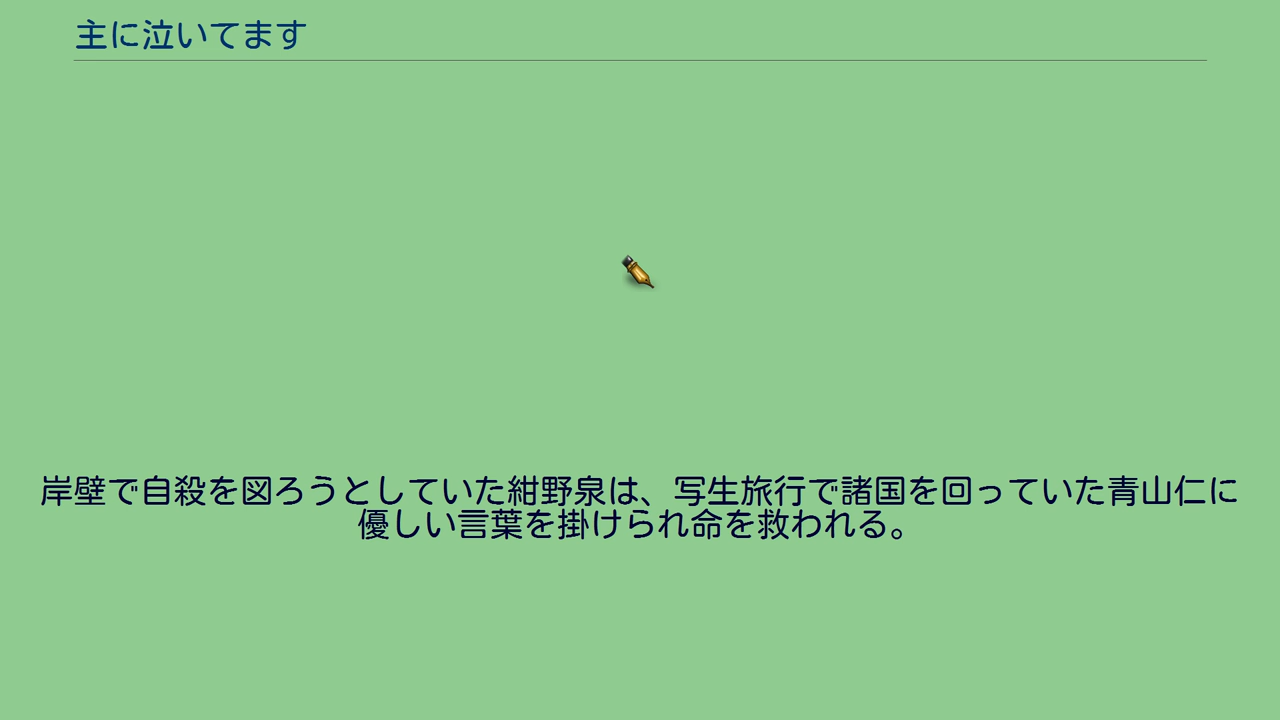 主に泣いてます
岸壁で自殺を図ろうとしていた紺野泉は、写生旅行で諸国を回っていた青山仁に
優しい言葉を掛けられ命を救われる。